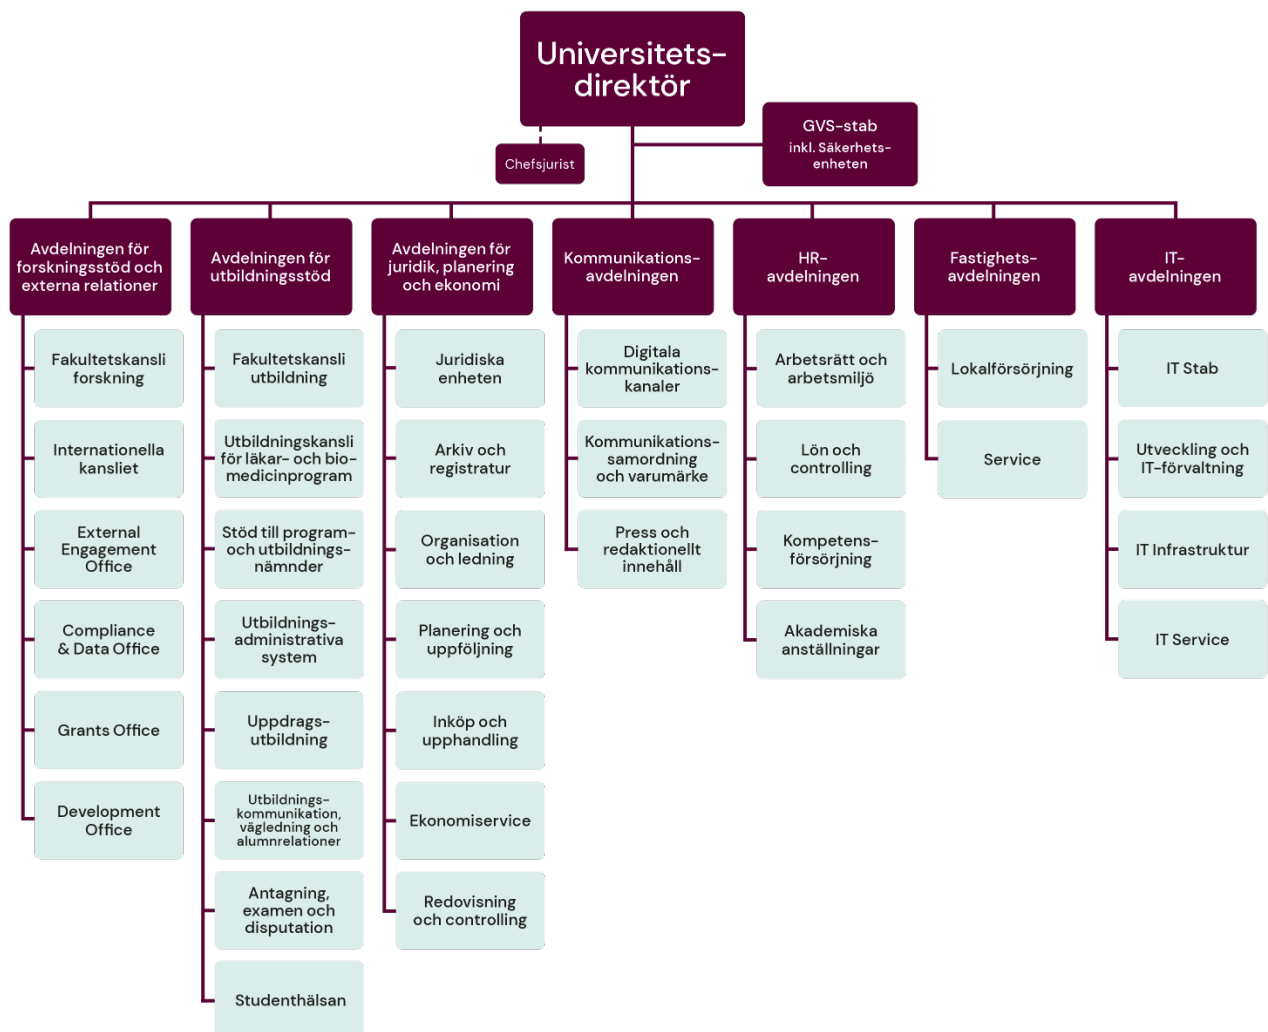 Universitets-
direktör
Chefsjurist
GVS-stab
inkl. Säkerhets-
enheten
Avdelningen för
forskningsstöd och
externa relationer
Fakultetskansli
forskning
Internationella
kansliet
External
Engagement
Office
Compliance
& Data Office
Grants Office
Development
Office
Avdelningen för
utbildningsstöd
Fakultetskansli
utbildning
Utbildningskansli
för läkar- och bio-
medicinprogram
Stöd till program-
och utbildnings-
nämnder
Utbildnings-
administrativa
system
Uppdrags-
utbildning
Utbildnings-
kommunikation,
vägledning och
alumnrelationer
Antagning,
examen och
disputation
Studenthälsan
Avdelningen för
juridik, planering
och ekonomi
Juridiska
enheten
Arkiv och
registratur
Organisation
och ledning
Planering och
uppföljning
Inköp och
upphandling
Ekonomiservice
Redovisning
och controlling
Kommunikations-
avdelningen
Digitala
kommunikations-
kanaler
Kommunikations-
samordning
och varumärke
Press och
redaktionellt
innehåll
HR-
avdelningen
Arbetsrätt och
arbetsmiljö
Lön och
controlling
Kompetens-
försörjning
Akademiska
anställningar
Fastighets-
avdelningen
Lokalförsörjning
Service
IT-
avdelningen
IT Stab
Utveckling och
IT-förvaltning
IT Infrastruktur
IT Service